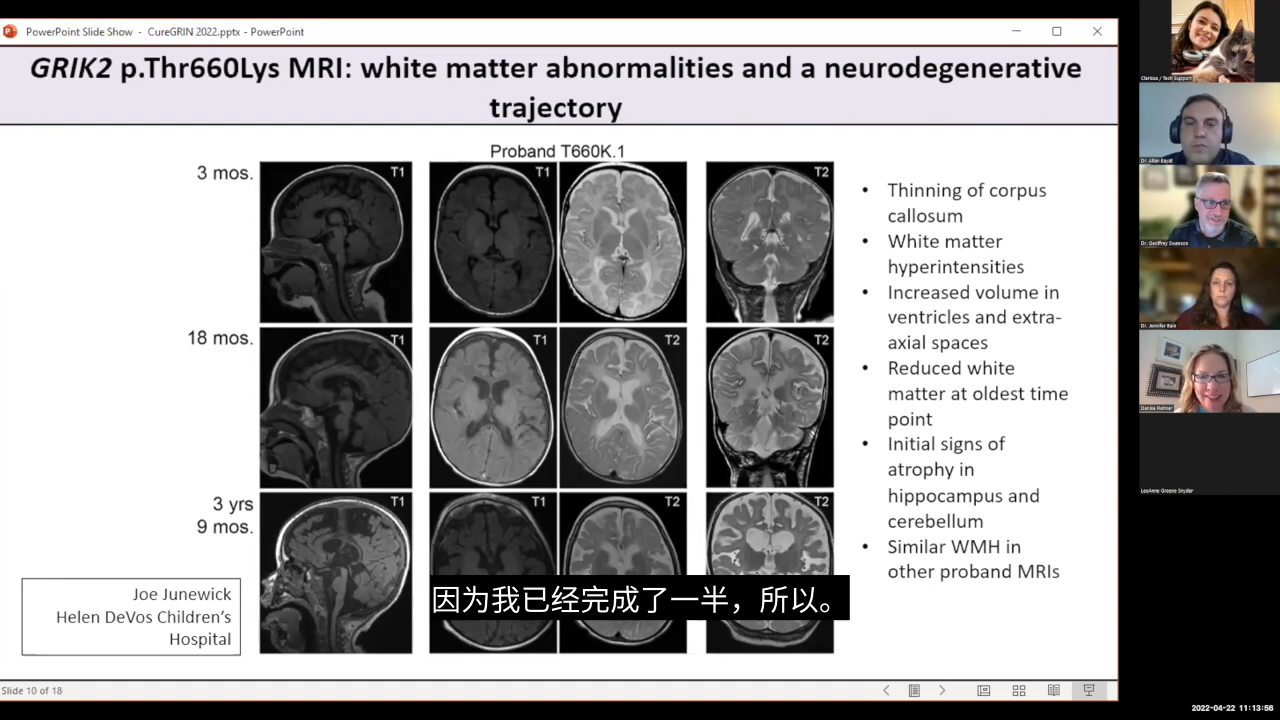 PowerPoint Slide Show - CureGRIN 2022.pptx - PowerPoint
GRIK2 p.Thr660Lys MRI: white matter abnormalities and a neurodegenerative
trajectory
Proband T660K.1
3 mos.
T1
T1
T2
18 mos.
T1
T1
T2
T2
3 yrs
9 mos.
T1
T1
T2
T2
• Thinning of corpus
callosum
• White matter
hyperintensities
• Increased volume in
ventricles and extra-
axial spaces
• Reduced white
matter at oldest time
point
• Initial signs of
atrophy in
hippocampus and
cerebellum
• Similar WMH in
other proband MRIs
Joe Junewick
Helen DeVos Children's
Hospital
因为我已经完成了一半，所以。
Slide 10 of 18
Clarissa / Tech Support
Dr. Allan Bayat
Dr. Geoffrey Swanson
Dr. Jennifer Bain
Denise Rehner
LeeAnne Greene Snyder
2022-04-22 11:13:56